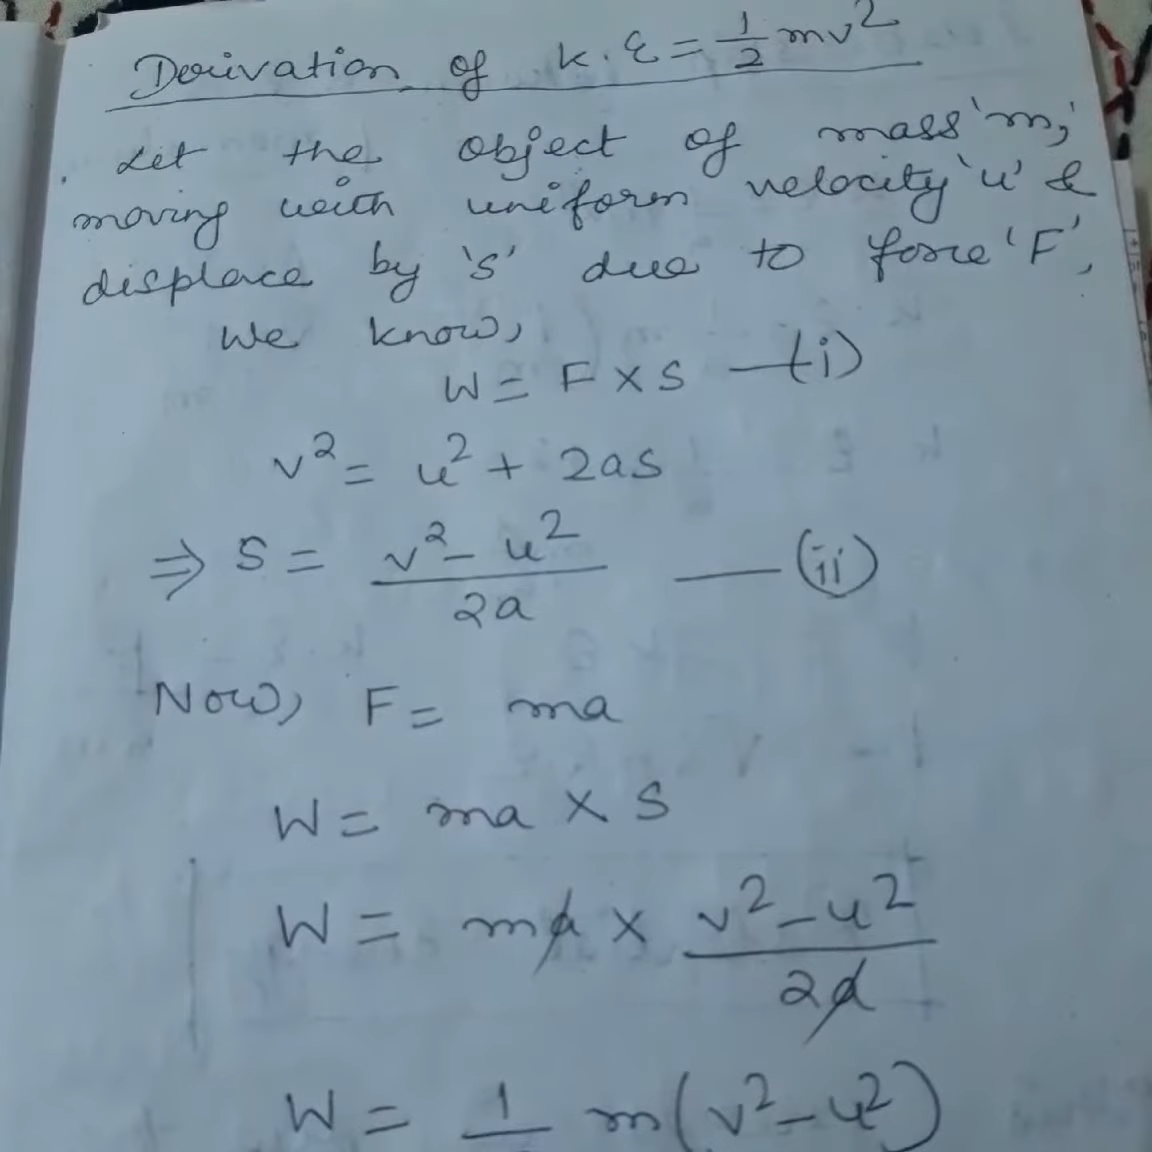 Derivation of K.E = 1/2 mv²
Let the object of mass 'm,'
moving with uniform velocity 'u' &
displace by 's' due to force 'F',
We know,
W = F × S —(i)
v² = u² + 2as
⇒ S = (v² - u²)/2a —(ii)
Now, F = ma
W = ma × S
W = ma × (v² - u²)/2a
W = 1/ m(v² - u²)